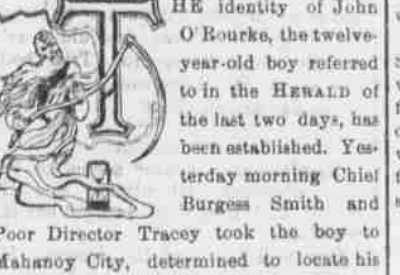 THE identity of John
O'Rourke, the twelve-
year-old boy referred
to in the HERALD of
the last two days, has
been established. Yes-
terday morning Chief
Burgess Smith and
Poor Director Tracey took the boy to
Mahanoy City, determined to locate his